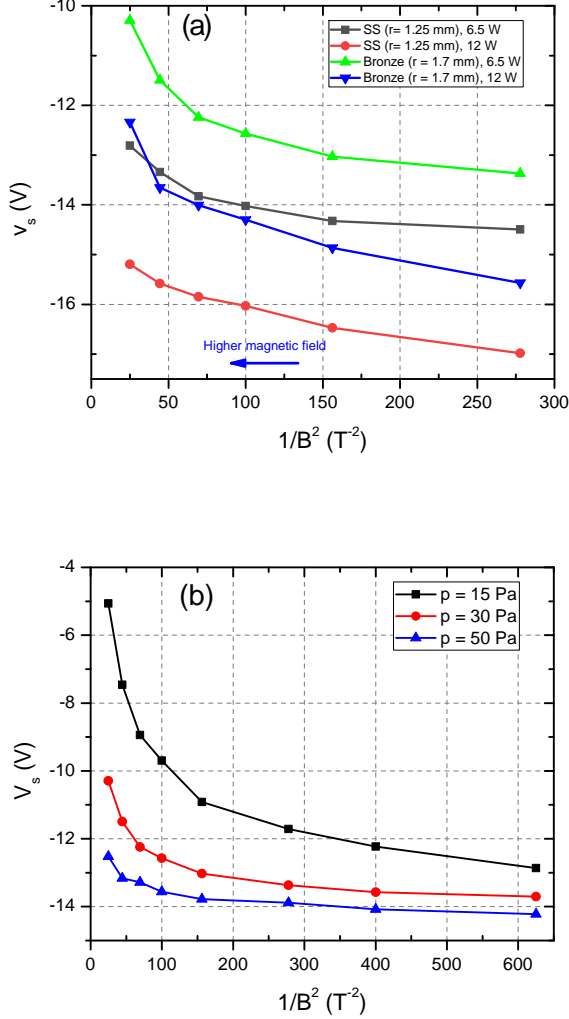 (a)
SS (r= 1.25 mm), 6.5 W
SS (r= 1.25 mm), 12 W
Bronze (r = 1.7 mm), 6.5 W
Bronze (r = 1.7 mm), 12 W
-10
-12
-14
-16
v_s (V)
Higher magnetic field
0 50 100 150 200 250 300
1/B^2 (T^-2)
(b)
p = 15 Pa
p = 30 Pa
p = 50 Pa
-4
-6
-8
-10
-12
-14
V_s (V)
0 100 200 300 400 500 600
1/B^2 (T^-2)